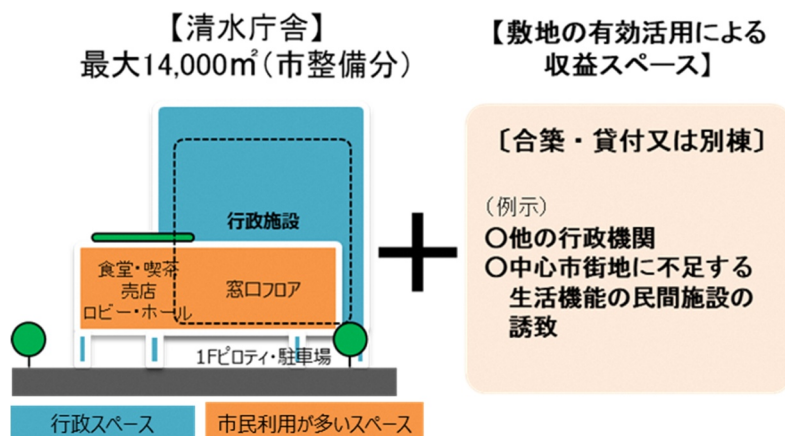 【清水庁舎】
最大14,000㎡（市整備分）
行政施設
食堂・喫茶
売店
ロビー・ホール
窓口フロア
1Fピロティ・駐車場
行政スペース
市民利用が多いスペース
【敷地の有効活用による
収益スペース】
〔合築・貸付又は別棟〕
（例示）
〇他の行政機関
〇中心市街地に不足する
生活機能の民間施設の
誘致